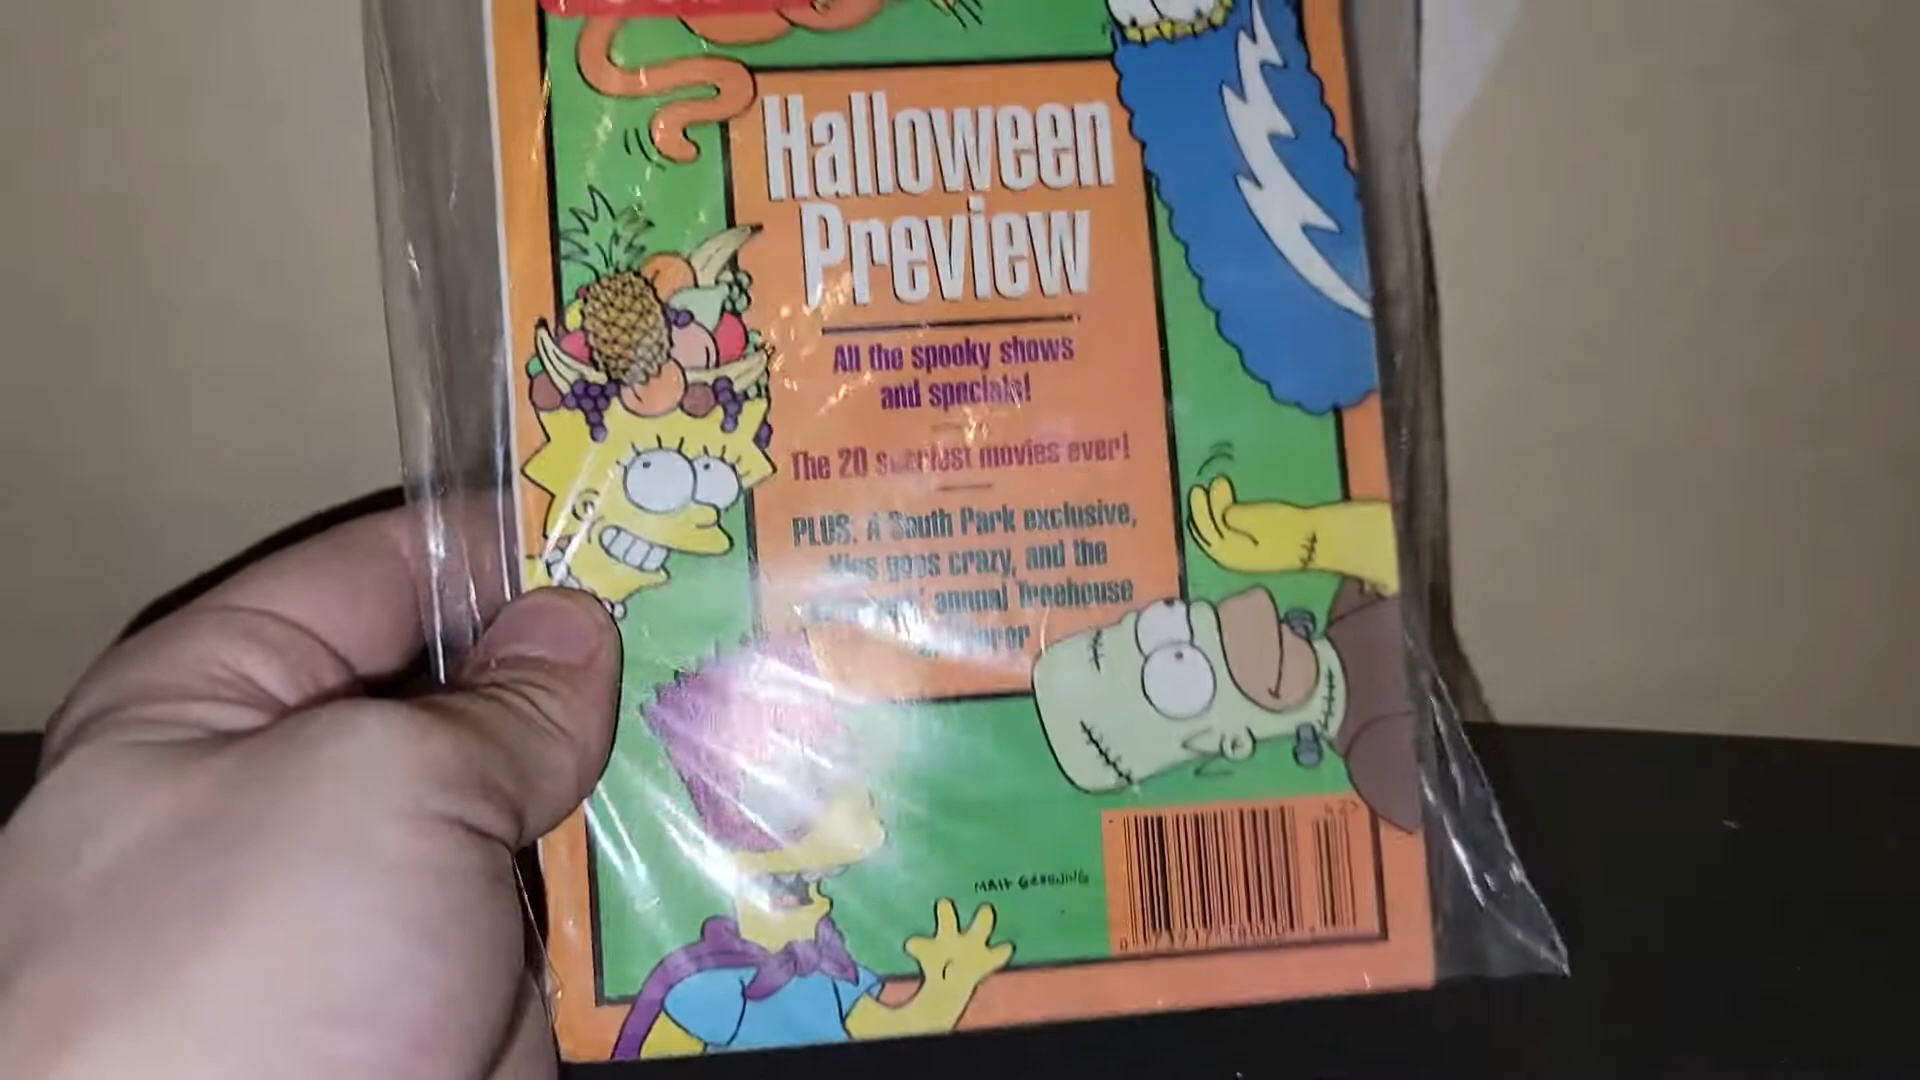 Halloween
Preview
All the spooky shows
and specials!
The 20 movies ever!
PLUS: A South Park exclusive,
goes crazy, and the
annual Treehouse
MATT GROENING